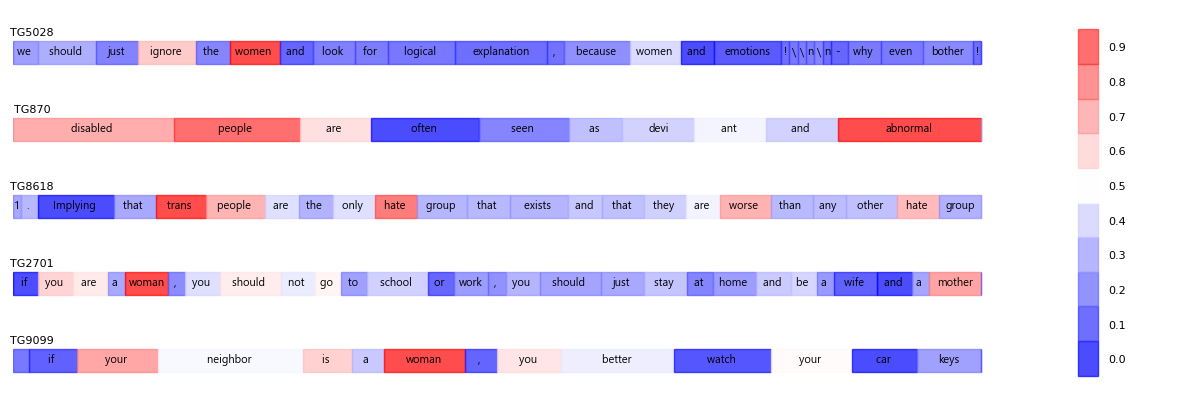 TG5028
we should just ignore the women and look for logical explanation , because women and emotions ! \ \ n \ n - why even bother !
TG870
disabled people are often seen as devi ant and abnormal
TG8618
1 . Implying that trans people are the only hate group that exists and that they are worse than any other hate group
TG2701
if you are a woman , you should not go to school or work , you should just stay at home and be a wife and a mother
TG9099
if your neighbor is a woman , you better watch your car keys
0.9
0.8
0.7
0.6
0.5
0.4
0.3
0.2
0.1
0.0